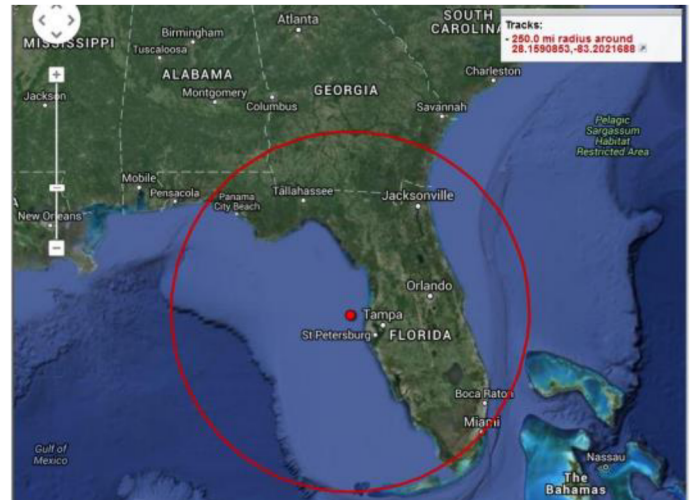 Tracks:
- 250.0 mi radius around
28.1590853,-83.2021688
Atlanta
SOUTH
CAROLINA
Birmingham
MISSISSIPPI
Tuscaloosa
ALABAMA
Charleston
Montgomery
GEORGIA
Jackson
Columbus
Savannah
Pelagic
Sargassum
Habitat
Restricted Area
Mobile
Pensacola
Panama
City Beach
Tallahassee
Jacksonville
New Orleans
Orlando
Tampa
St Petersburg
FLORIDA
Boca Raton
Miami
Gulf of
Mexico
Nassau
The
Bahamas